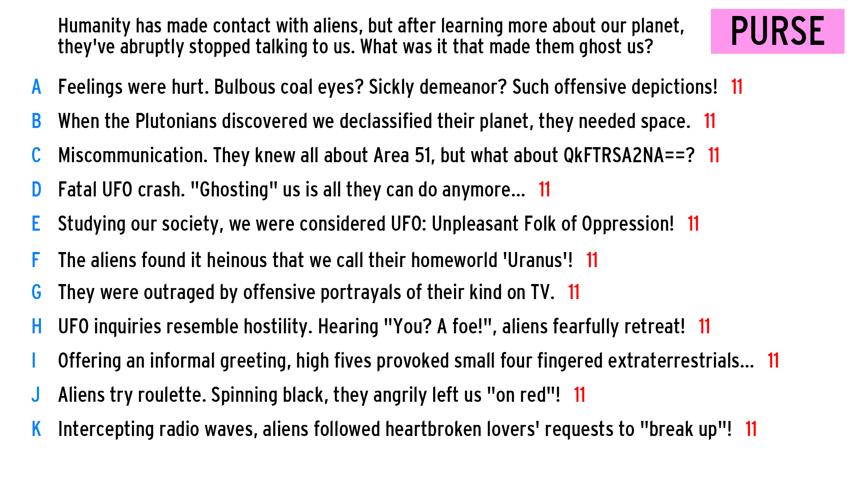 Humanity has made contact with aliens, but after learning more about our planet,
they've abruptly stopped talking to us. What was it that made them ghost us?
PURSE
A Feelings were hurt. Bulbous coal eyes? Sickly demeanor? Such offensive depictions! 11
B When the Plutonians discovered we declassified their planet, they needed space. 11
C Miscommunication. They knew all about Area 51, but what about QkFTRSA2NA==? 11
D Fatal UFO crash. "Ghosting" us is all they can do anymore... 11
E Studying our society, we were considered UFO: Unpleasant Folk of Oppression! 11
F The aliens found it heinous that we call their homeworld 'Uranus'! 11
G They were outraged by offensive portrayals of their kind on TV. 11
H UFO inquiries resemble hostility. Hearing "You? A foe!", aliens fearfully retreat! 11
I Offering an informal greeting, high fives provoked small four fingered extraterrestrials... 11
J Aliens try roulette. Spinning black, they angrily left us "on red"! 11
K Intercepting radio waves, aliens followed heartbroken lovers' requests to "break up"! 11